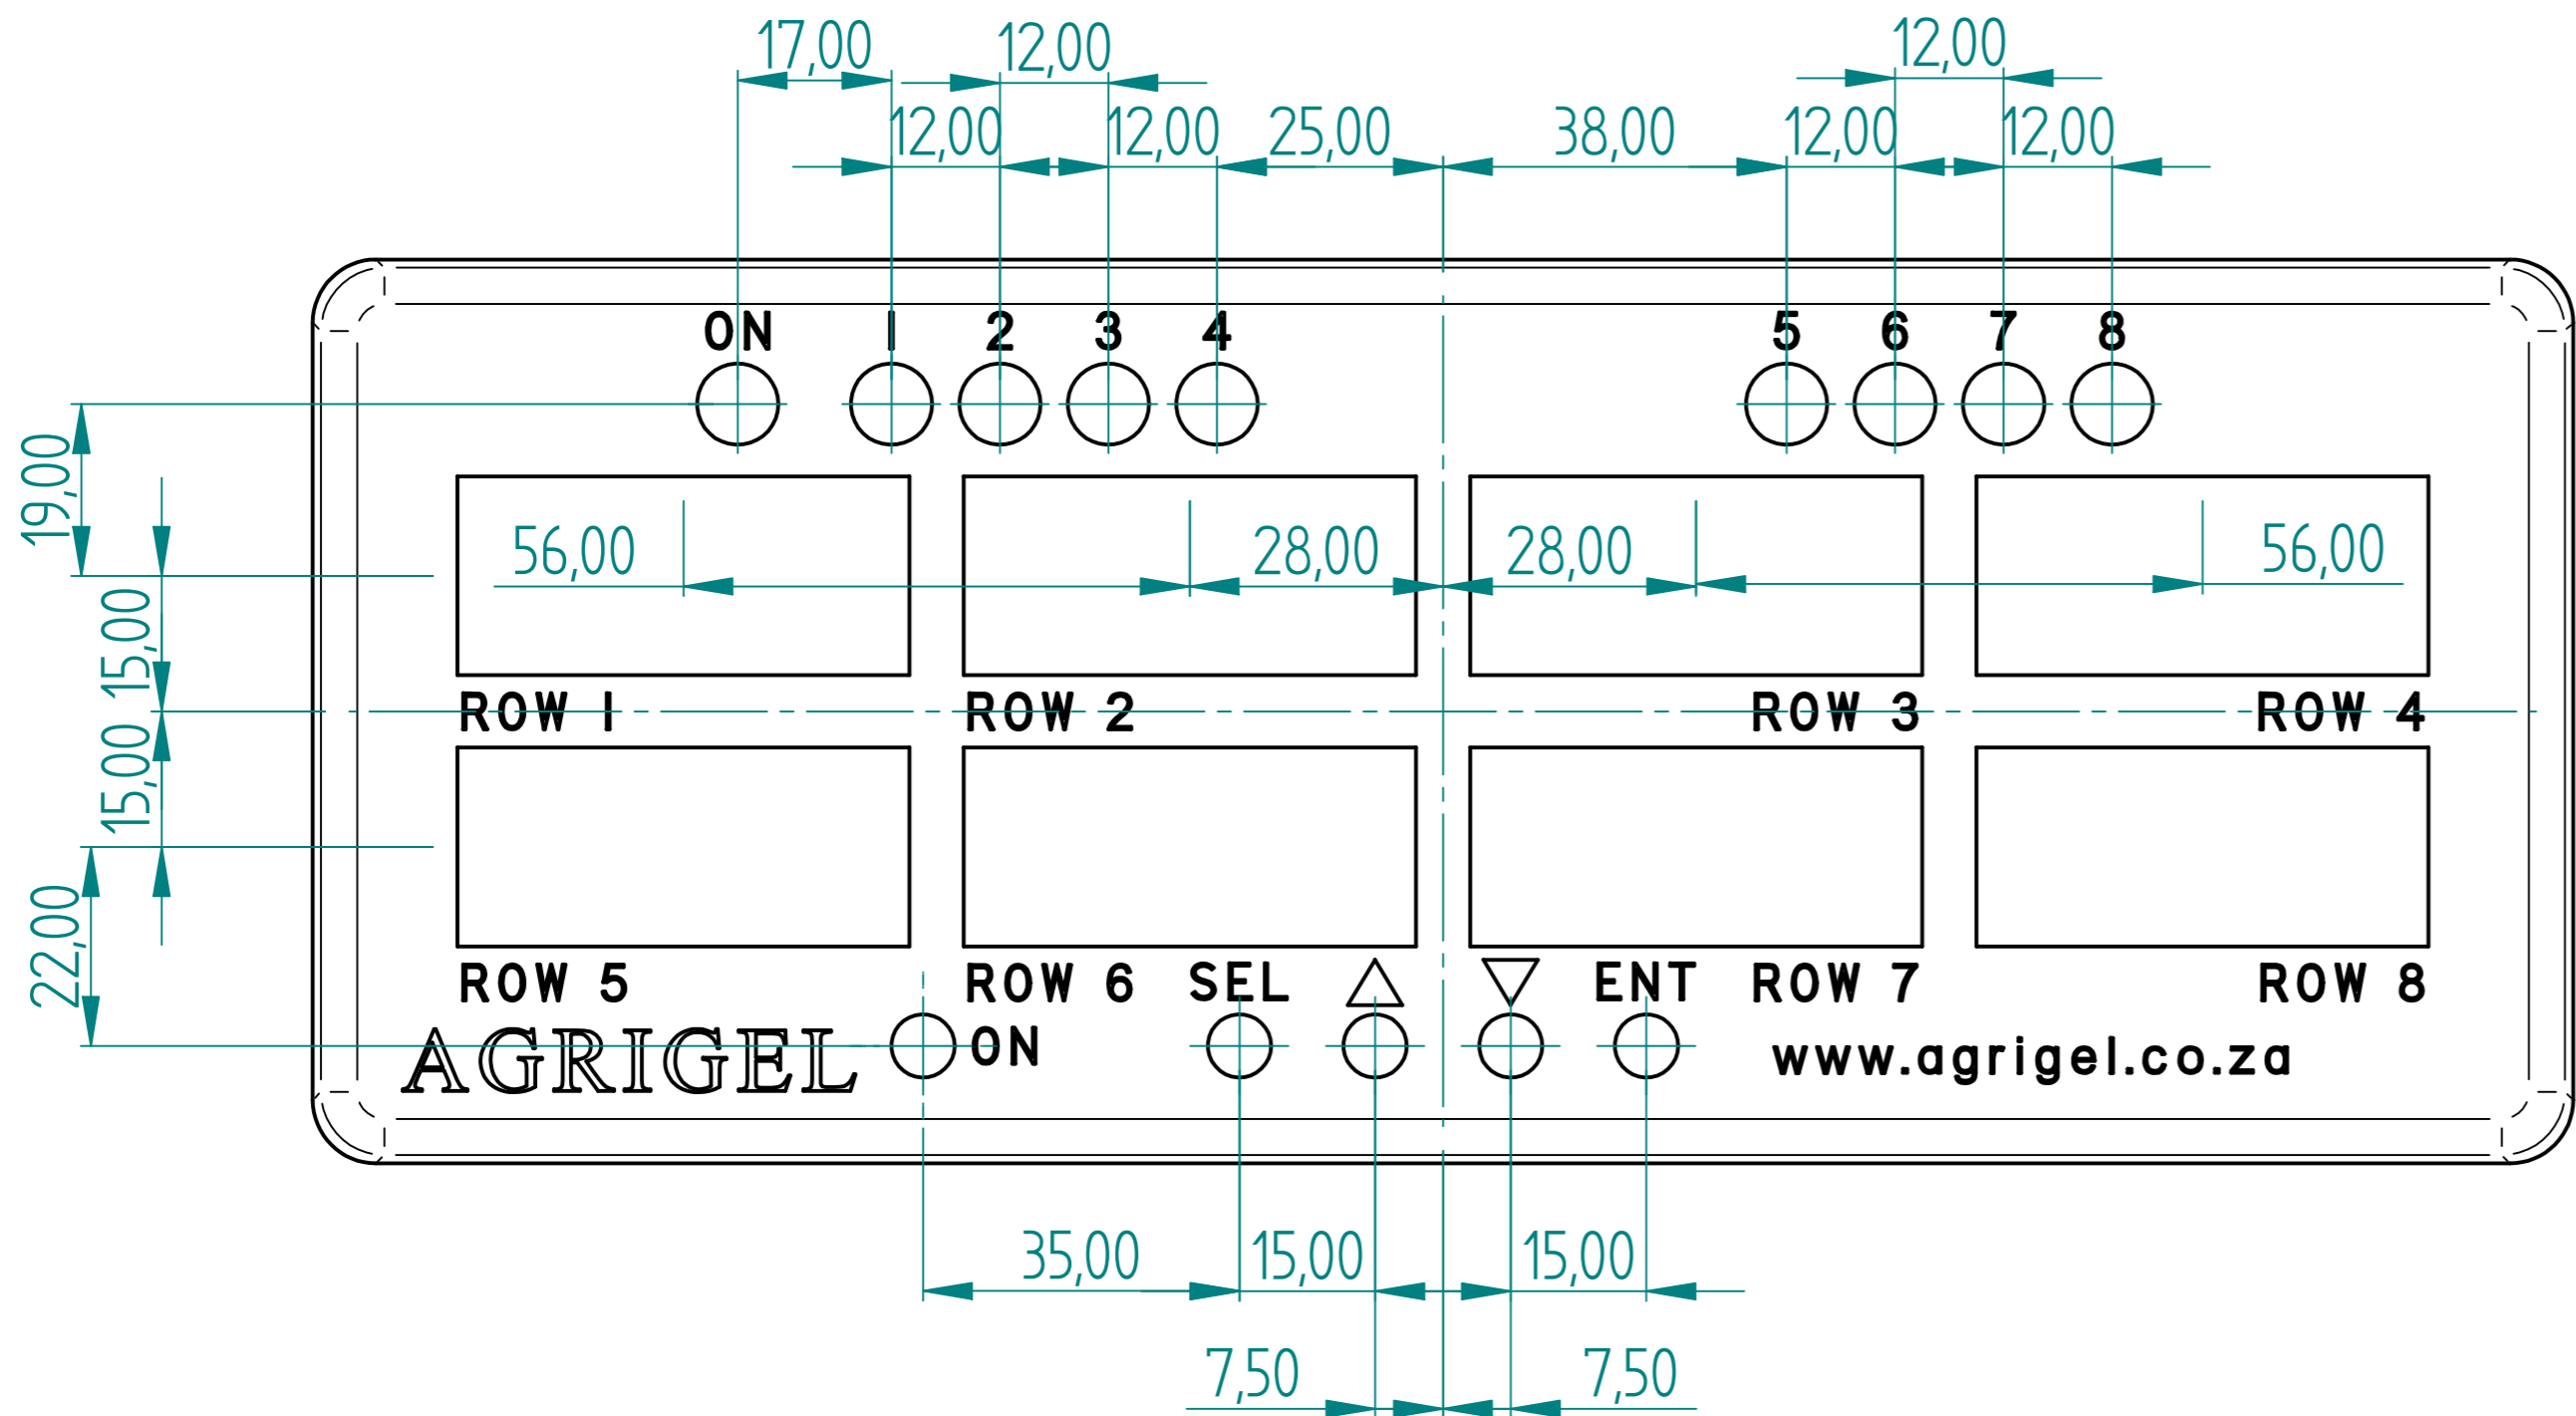 17,00 12,00 12,00
12,00 12,00 25,00 38,00 12,00 12,00
ON 1 2 3 4 5 6 7 8
19,00
56,00 28,00 28,00 56,00
15,00
ROW 1 ROW 2 ROW 3 ROW 4
15,00
22,00
ROW 5 ROW 6 SEL ENT ROW 7 ROW 8
AGRIGEL ON www.agrigel.co.za
35,00 15,00 15,00
7,50 7,50